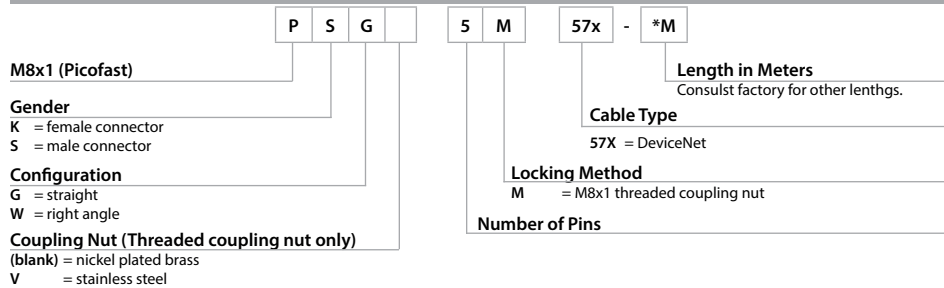 P S G 5 M 57x - *M
M8x1 (Picofast)
Gender
K = female connector
S = male connector
Configuration
G = straight
W = right angle
Coupling Nut (Threaded coupling nut only)
(blank) = nickel plated brass
V = stainless steel
Length in Meters
Consulst factory for other lenthgs.
Cable Type
57X = DeviceNet
Locking Method
M = M8x1 threaded coupling nut
Number of Pins